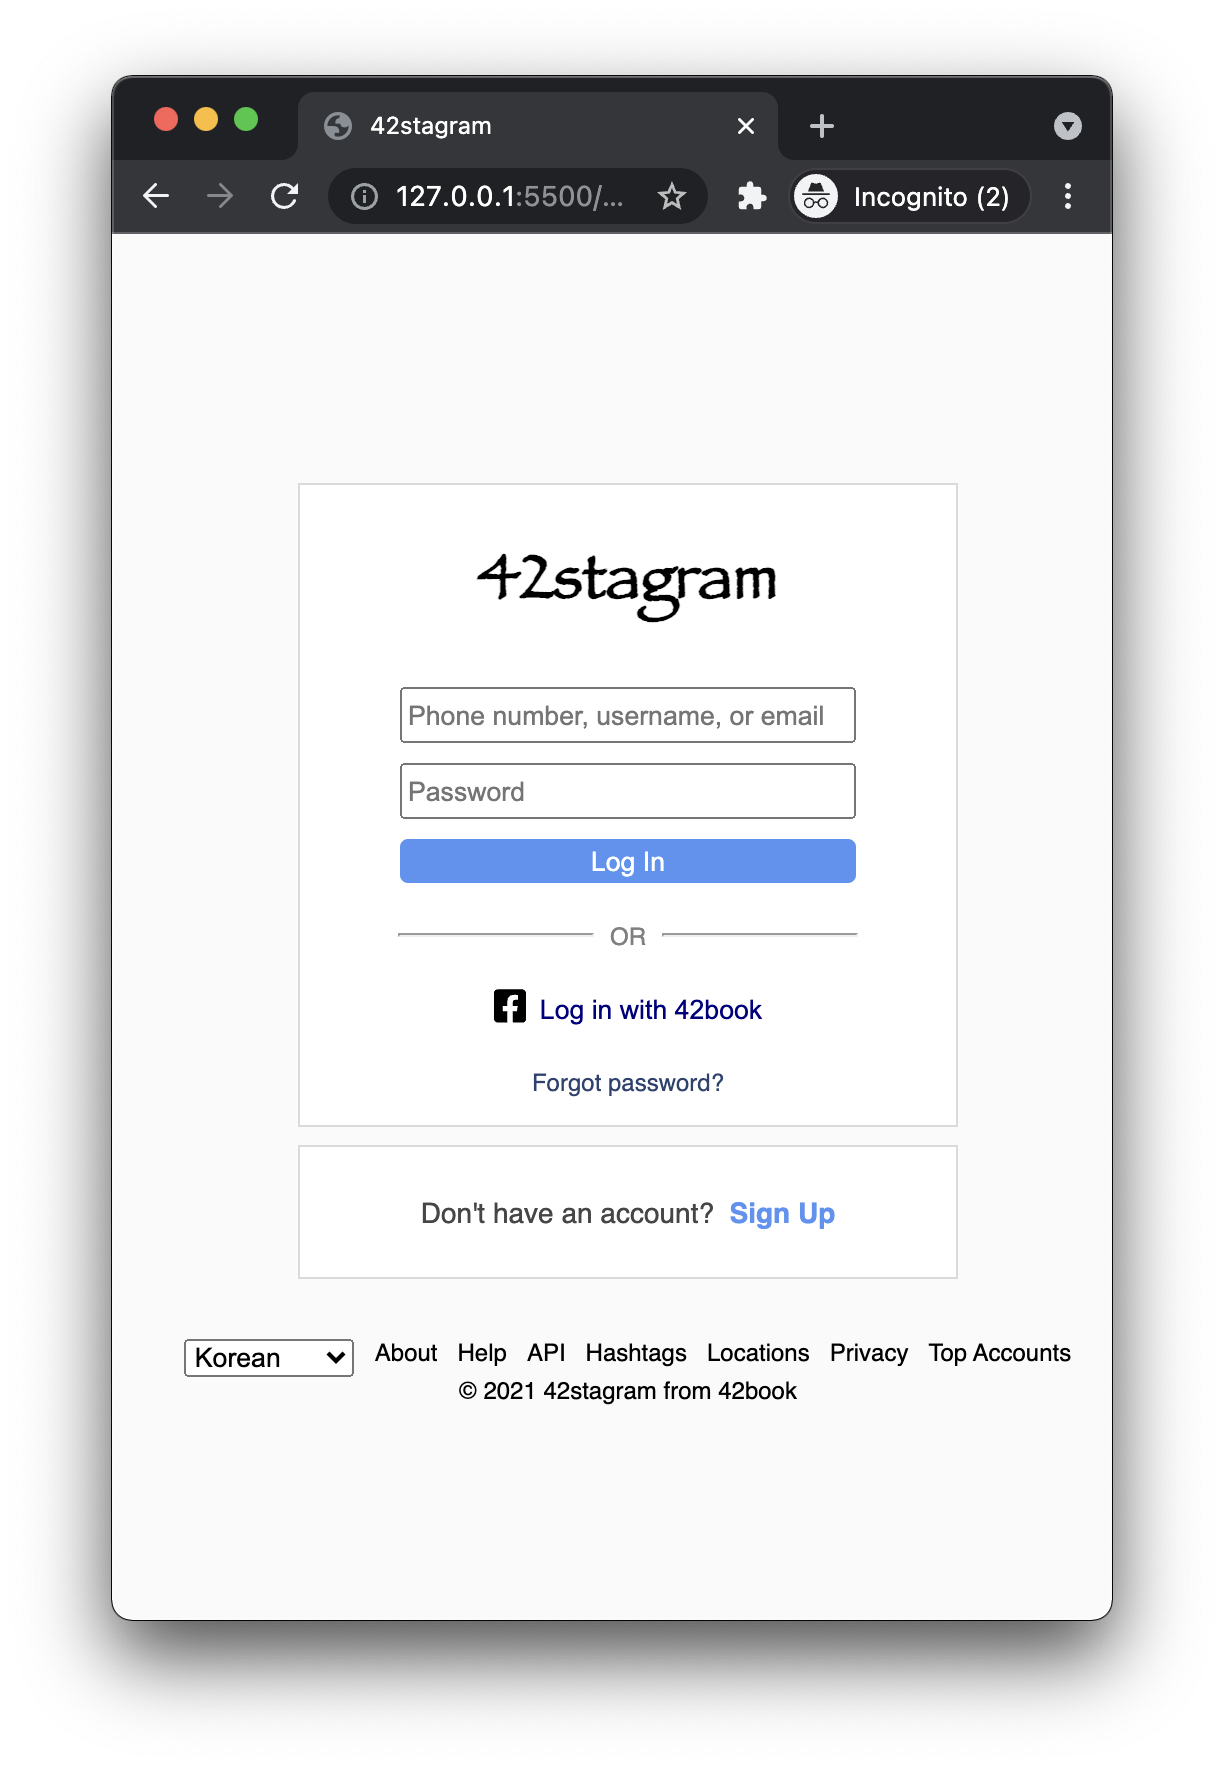 42stagram
127.0.0.1:5500/...
Incognito (2)
42stagram
Phone number, username, or email
Password
Log In
OR
Log in with 42book
Forgot password?
Don't have an account? Sign Up
Korean About Help API Hashtags Locations Privacy Top Accounts
© 2021 42stagram from 42book